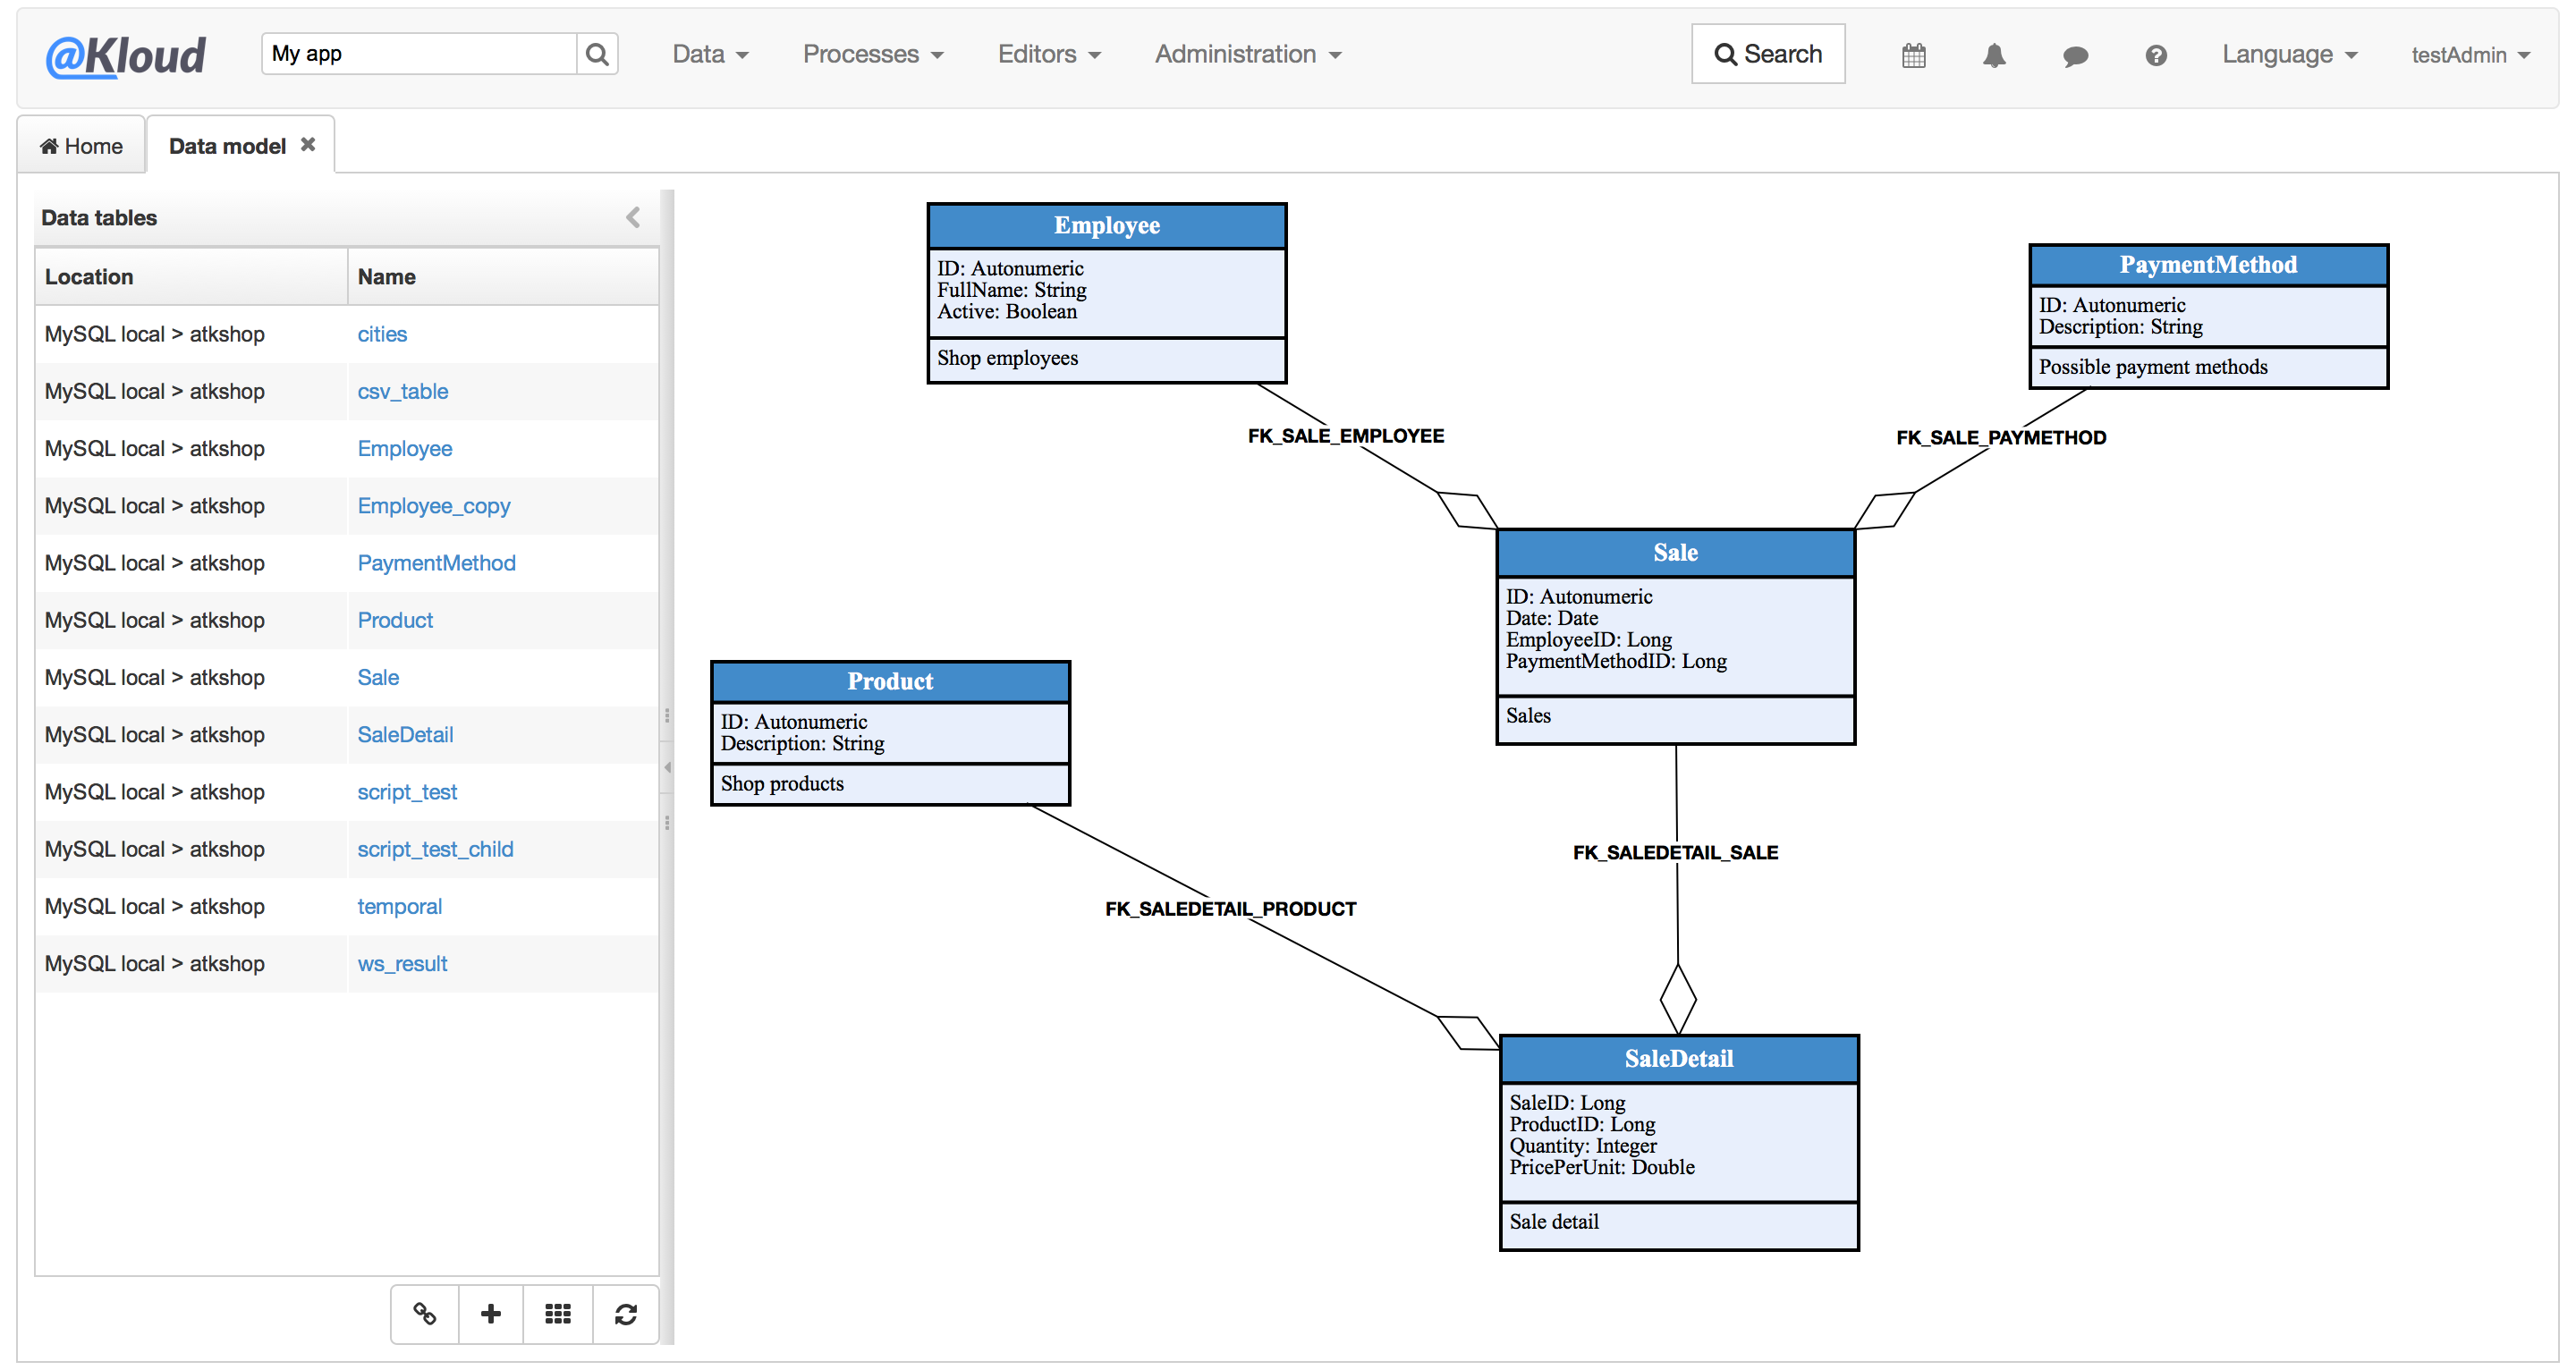 @Kloud
My app
Data
Processes
Editors
Administration
Search
Language
testAdmin
Home
Data model
Data tables
Location Name
MySQL local > atkshop cities
MySQL local > atkshop csv_table
MySQL local > atkshop Employee
MySQL local > atkshop Employee_copy
MySQL local > atkshop PaymentMethod
MySQL local > atkshop Product
MySQL local > atkshop Sale
MySQL local > atkshop SaleDetail
MySQL local > atkshop script_test
MySQL local > atkshop script_test_child
MySQL local > atkshop temporal
MySQL local > atkshop ws_result
Employee
ID: Autonumeric
FullName: String
Active: Boolean
Shop employees
PaymentMethod
ID: Autonumeric
Description: String
Possible payment methods
FK_SALE_EMPLOYEE
FK_SALE_PAYMETHOD
Sale
ID: Autonumeric
Date: Date
EmployeeID: Long
PaymentMethodID: Long
Sales
Product
ID: Autonumeric
Description: String
Shop products
FK_SALEDETAIL_SALE
FK_SALEDETAIL_PRODUCT
SaleDetail
SaleID: Long
ProductID: Long
Quantity: Integer
PricePerUnit: Double
Sale detail